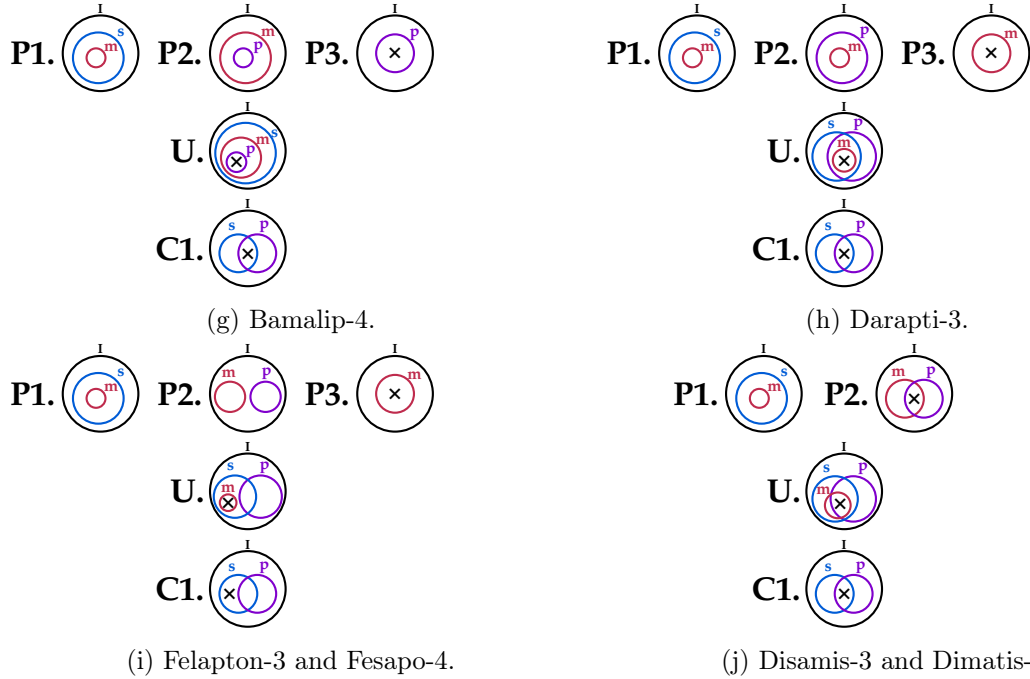 I I I I I I
P1. s m P2. m p P3. p P1. s m P2. p m P3. m
I I
U. s m p U. s p m
I I
C1. s p C1. s p
(g) Bamalip-4. (h) Darapti-3.
I I I I I
P1. s m P2. m p P3. m P1. s m P2. m p
I I
U. s p m U. s p m
I I
C1. s p C1. s p
(i) Felapton-3 and Fesapo-4. (j) Disamis-3 and Dimatis-